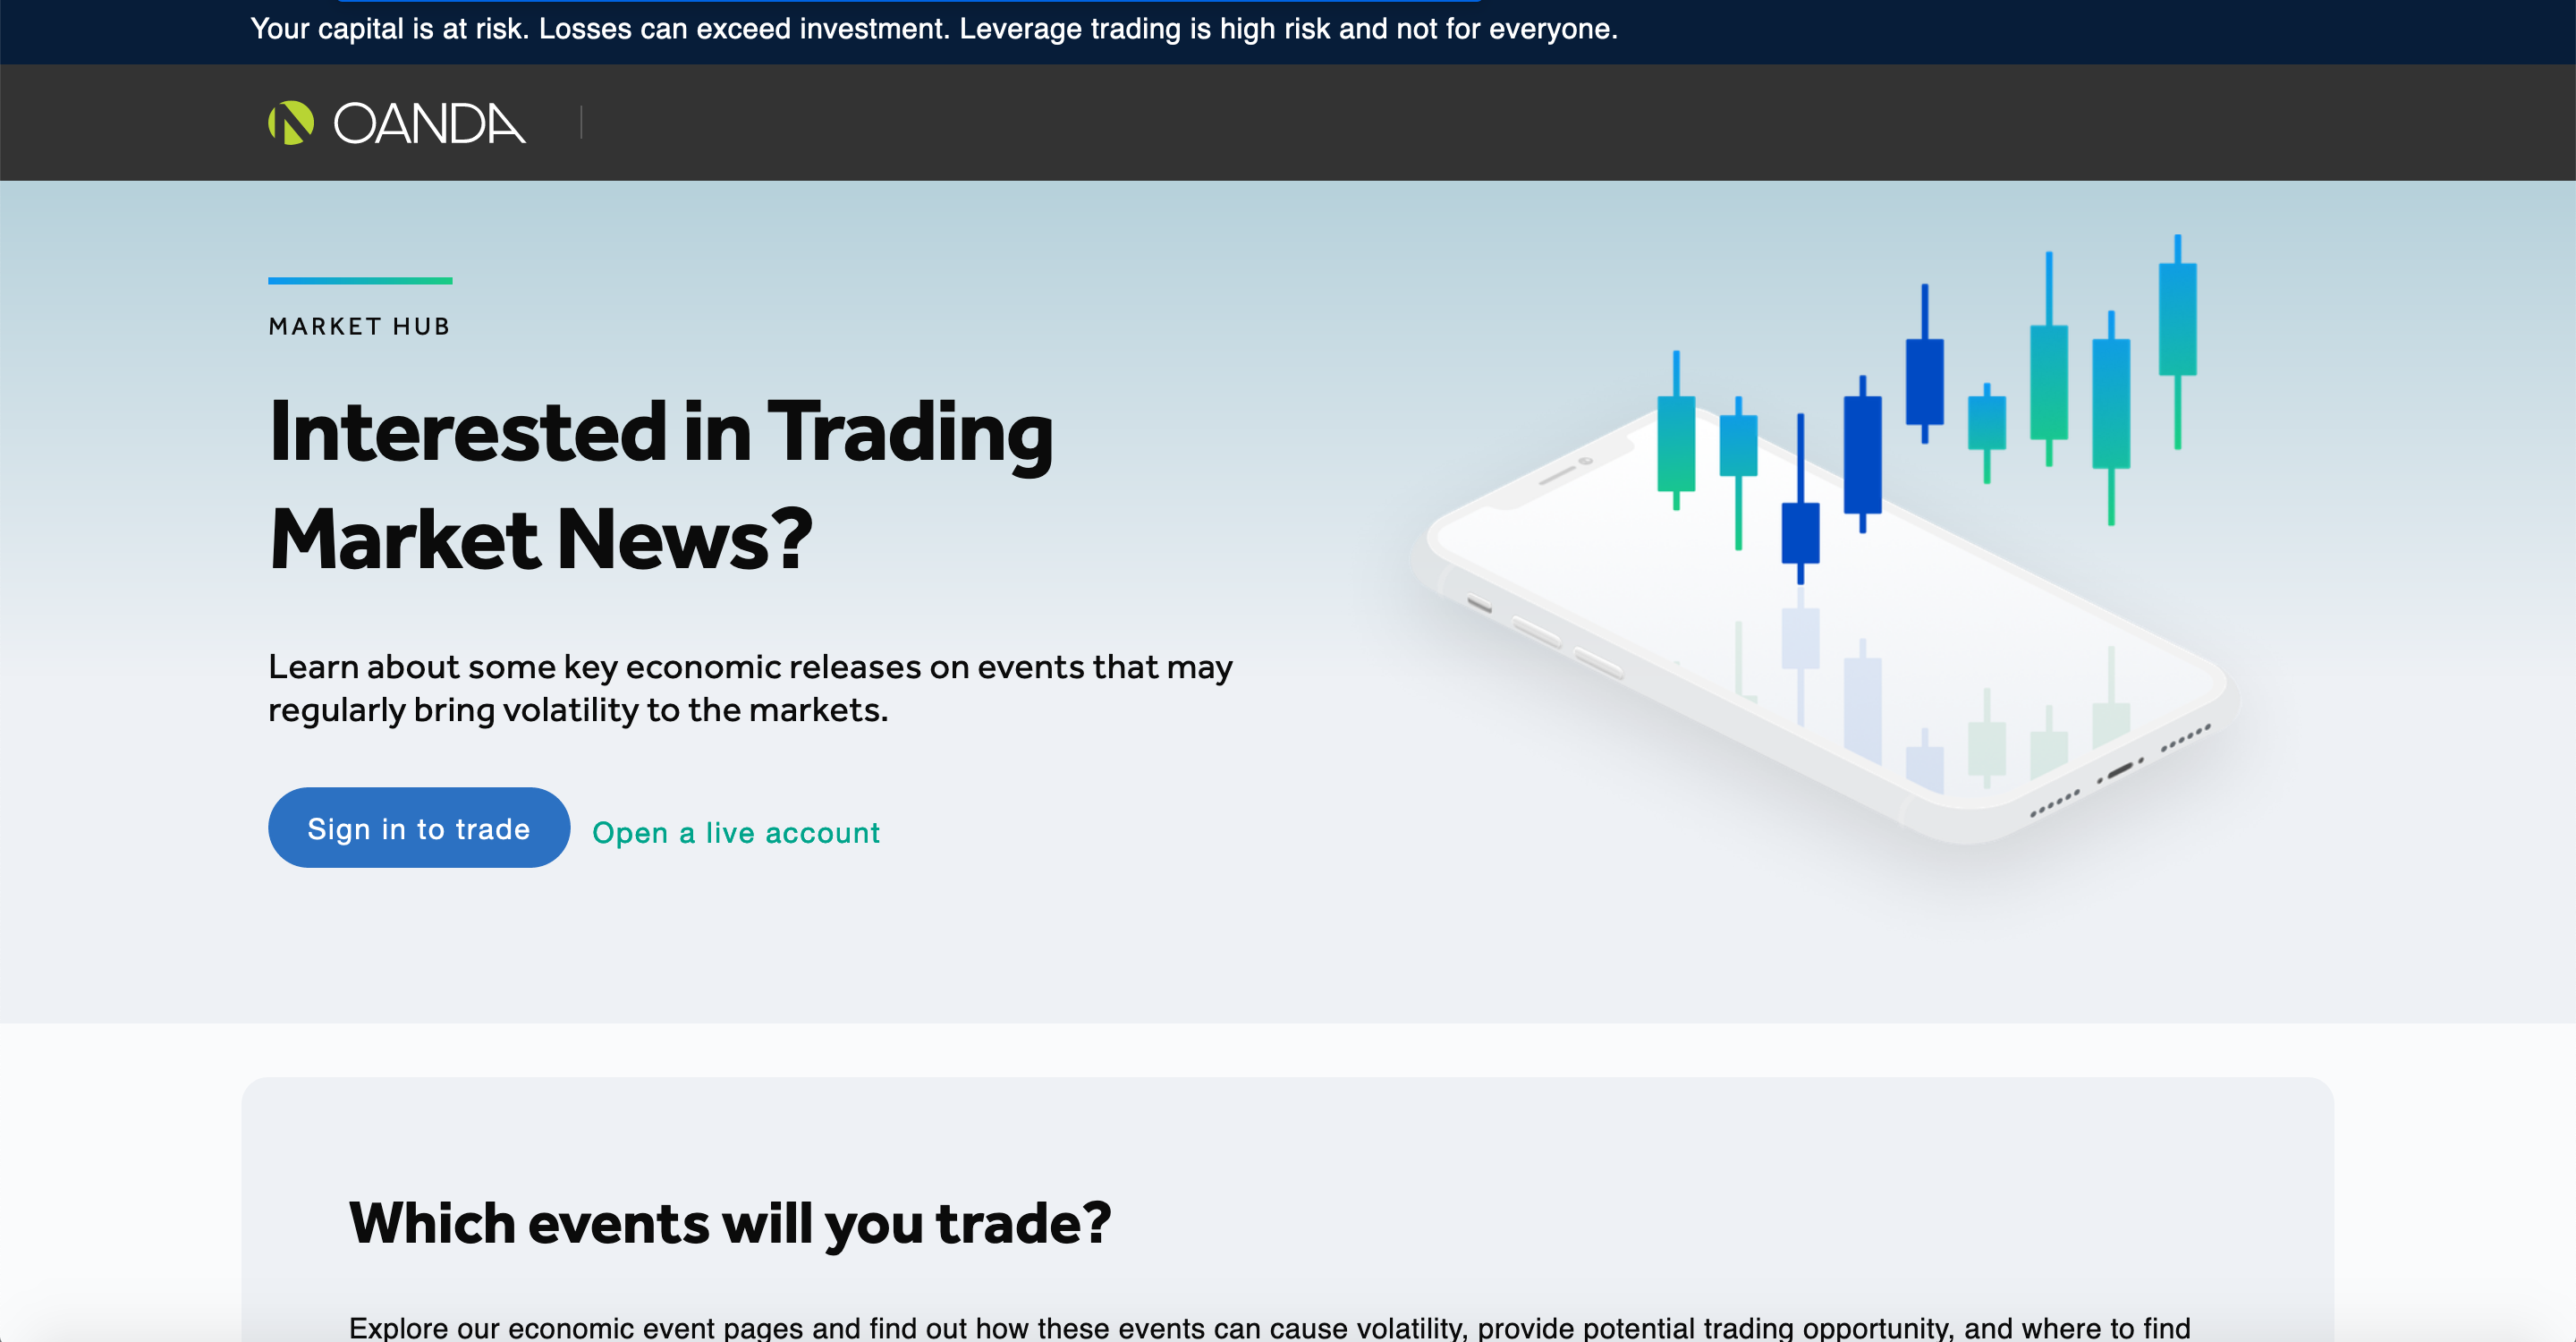 Your capital is at risk. Losses can exceed investment. Leverage trading is high risk and not for everyone.
OANDA
MARKET HUB
Interested in Trading
Market News?
Learn about some key economic releases on events that may
regularly bring volatility to the markets.
Sign in to trade
Open a live account
Which events will you trade?
Explore our economic event pages and find out how these events can cause volatility, provide potential trading opportunity, and where to find